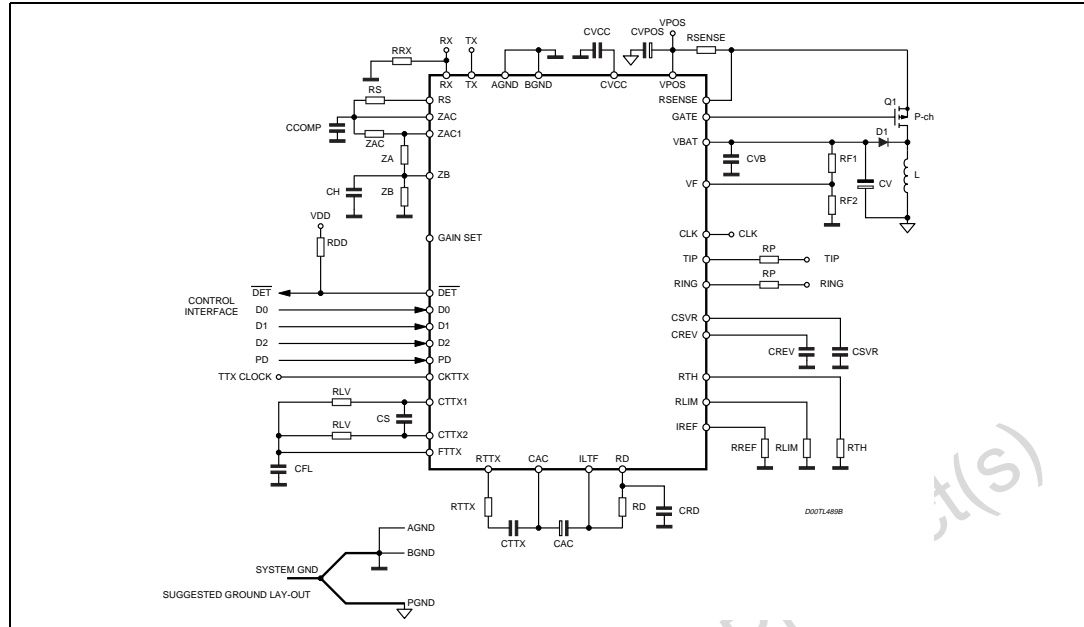 VPOS
RX TX CVCC CVPOS RSENSE
RRX
RX TX AGND BGND CVCC VPOS
RS RS RSENSE
Q1
ZAC GATE P-ch
CCOMP
ZAC1 D1
ZAC VBAT
ZA CVB RF1
L
CH ZB ZB VF CV
VDD RF2
RDD GAIN SET CLK CLK
TIP RP TIP
RP
DET DET RING RING
CONTROL
INTERFACE
D0 D0
D1 D1 CSVR
D2 D2 CREV CREV CSVR
PD PD
TTX CLOCK CKTTX RTH
RLV CTTX1 RLIM
CS
RLV CTTX2 IREF
FTTX RREF RLIM RTH
CFL RTTX CAC ILTF RD
RTTX RD CRD
D00TL489B
CTTX CAC
AGND
BGND
SYSTEM GND
SUGGESTED GROUND LAY-OUT
PGND
ct(s)